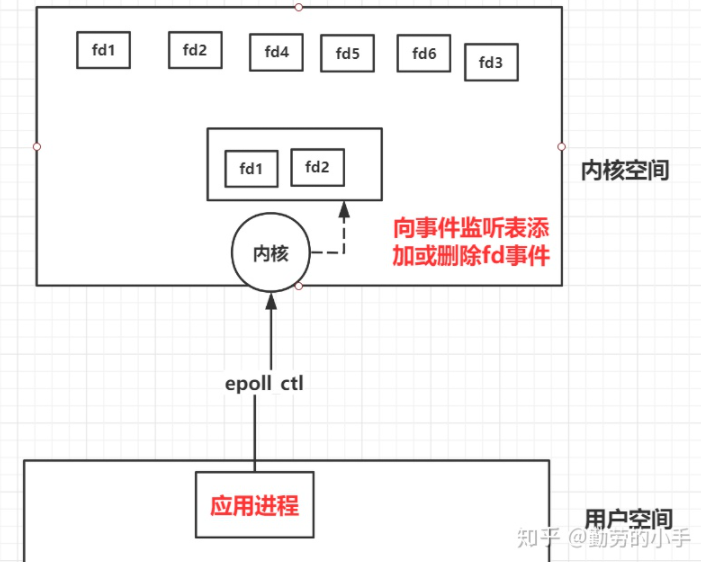 fd1
fd2
fd4
fd5
fd6
fd3
fd1
fd2
内核空间
向事件监听表添
加或删除fd事件
内核
epoll_ctl
应用进程
用户空间
知乎 @勤劳的小手